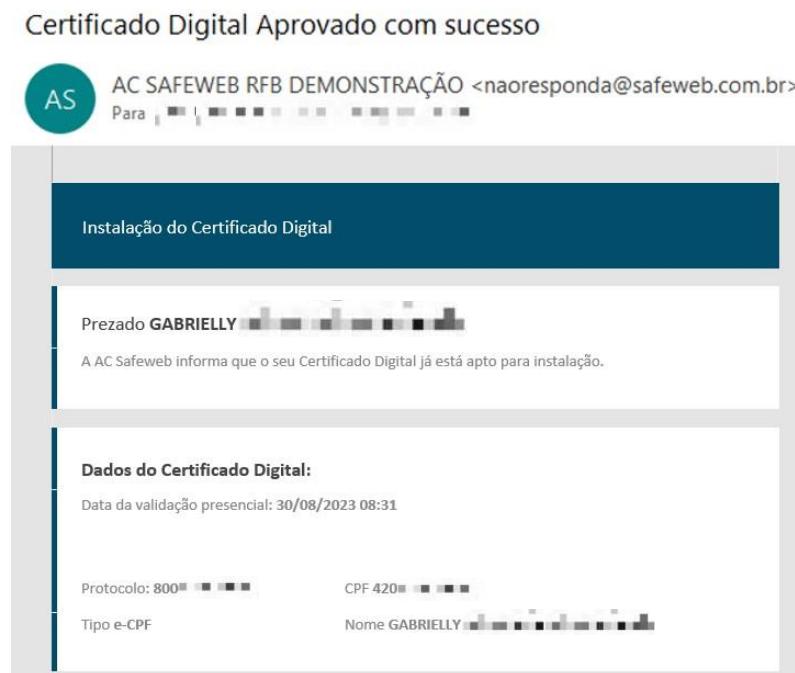 Certificado Digital Aprovado com sucesso
AS
AC SAFEWEB RFB DEMONSTRAÇÃO <naoresponda@safeweb.com.br>
Para
Instalação do Certificado Digital
Prezado GABRIELLY
A AC Safeweb informa que o seu Certificado Digital já está apto para instalação.
Dados do Certificado Digital:
Data da validação presencial: 30/08/2023 08:31
Protocolo: 800
CPF 420
Tipo e-CPF
Nome GABRIELLY